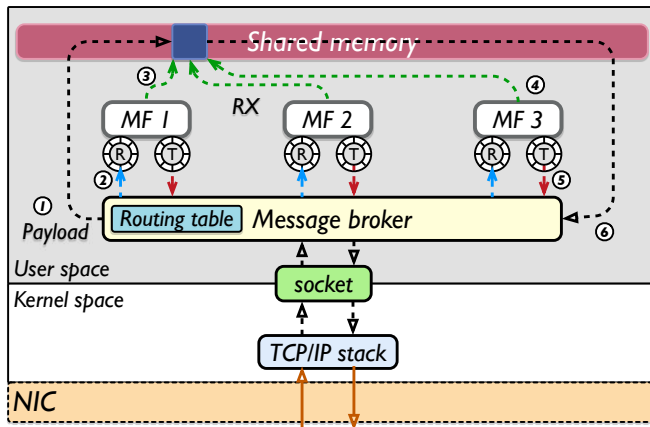 Shared memory
③
④
RX
MF 1
MF 2
MF 3
R
T
R
T
R
T
②
⑤
①
Payload
Routing table
Message broker
⑥
User space
socket
Kernel space
TCP/IP stack
NIC